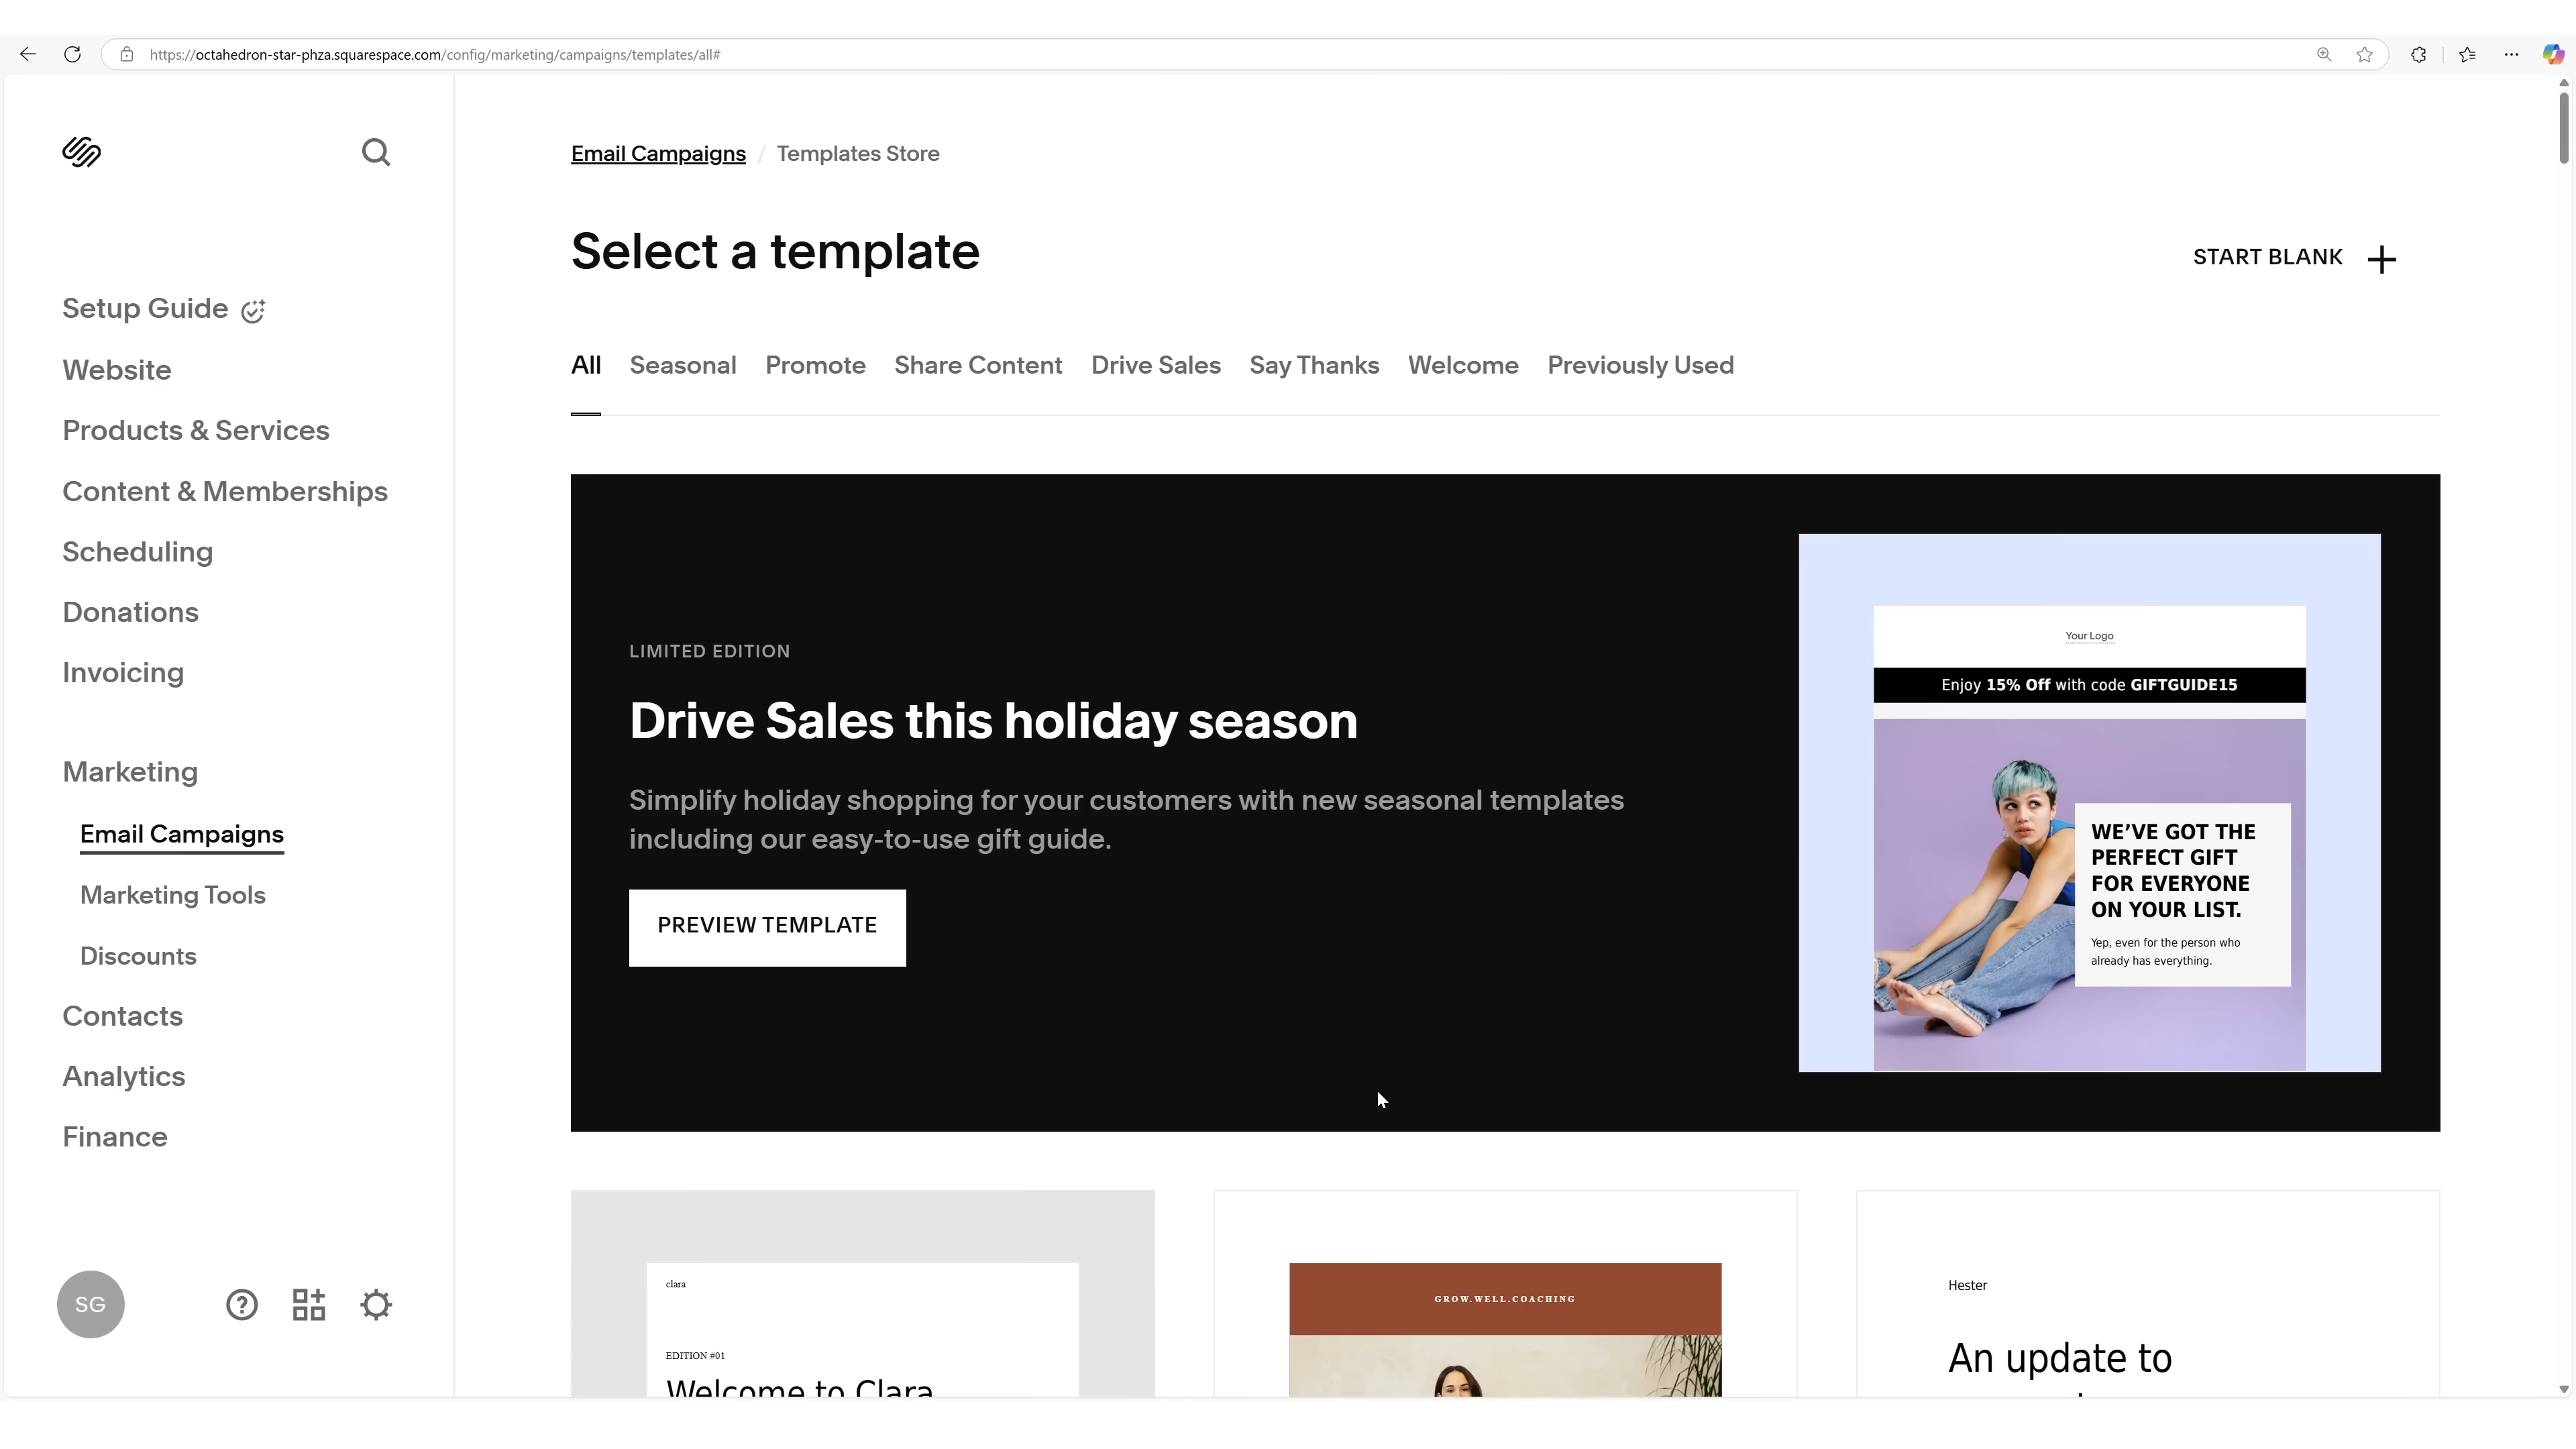 https://octahedron-star-phza.squarespace.com/config/marketing/campaigns/templates/all#
Email Campaigns / Templates Store
Select a template
START BLANK
Setup Guide
Website
Products & Services
Content & Memberships
Scheduling
Donations
Invoicing
Marketing
Email Campaigns
Marketing Tools
Discounts
Contacts
Analytics
Finance
SG
All Seasonal Promote Share Content Drive Sales Say Thanks Welcome Previously Used
LIMITED EDITION
Drive Sales this holiday season
Simplify holiday shopping for your customers with new seasonal templates
including our easy-to-use gift guide.
PREVIEW TEMPLATE
Your Logo
Enjoy 15% Off with code GIFTGUIDE15
WE’VE GOT THE
PERFECT GIFT
FOR EVERYONE
ON YOUR LIST.
Yep, even for the person who
already has everything.
clara
EDITION #01
Welcome to Clara
GROW.WELL.COACHING
Hester
An update to